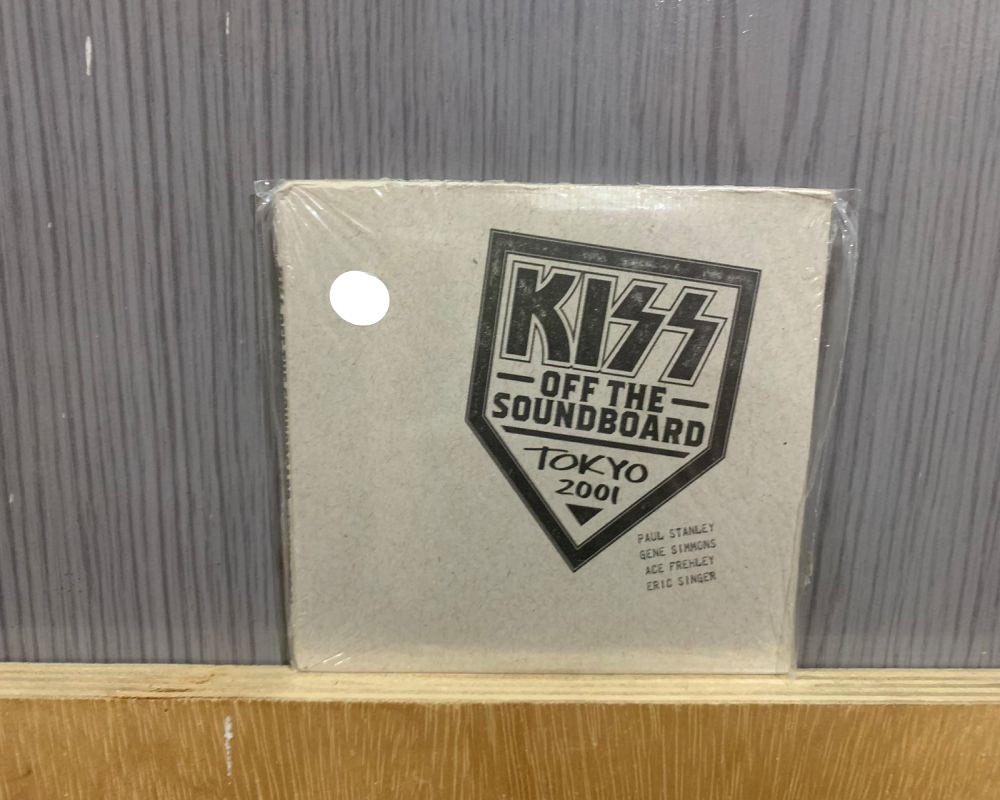 KISS
OFF THE
SOUNDBOARD
TOKYO
2001
PAUL STANLEY
GENE SIMMONS
ACE FREHLEY
ERIC SINGER